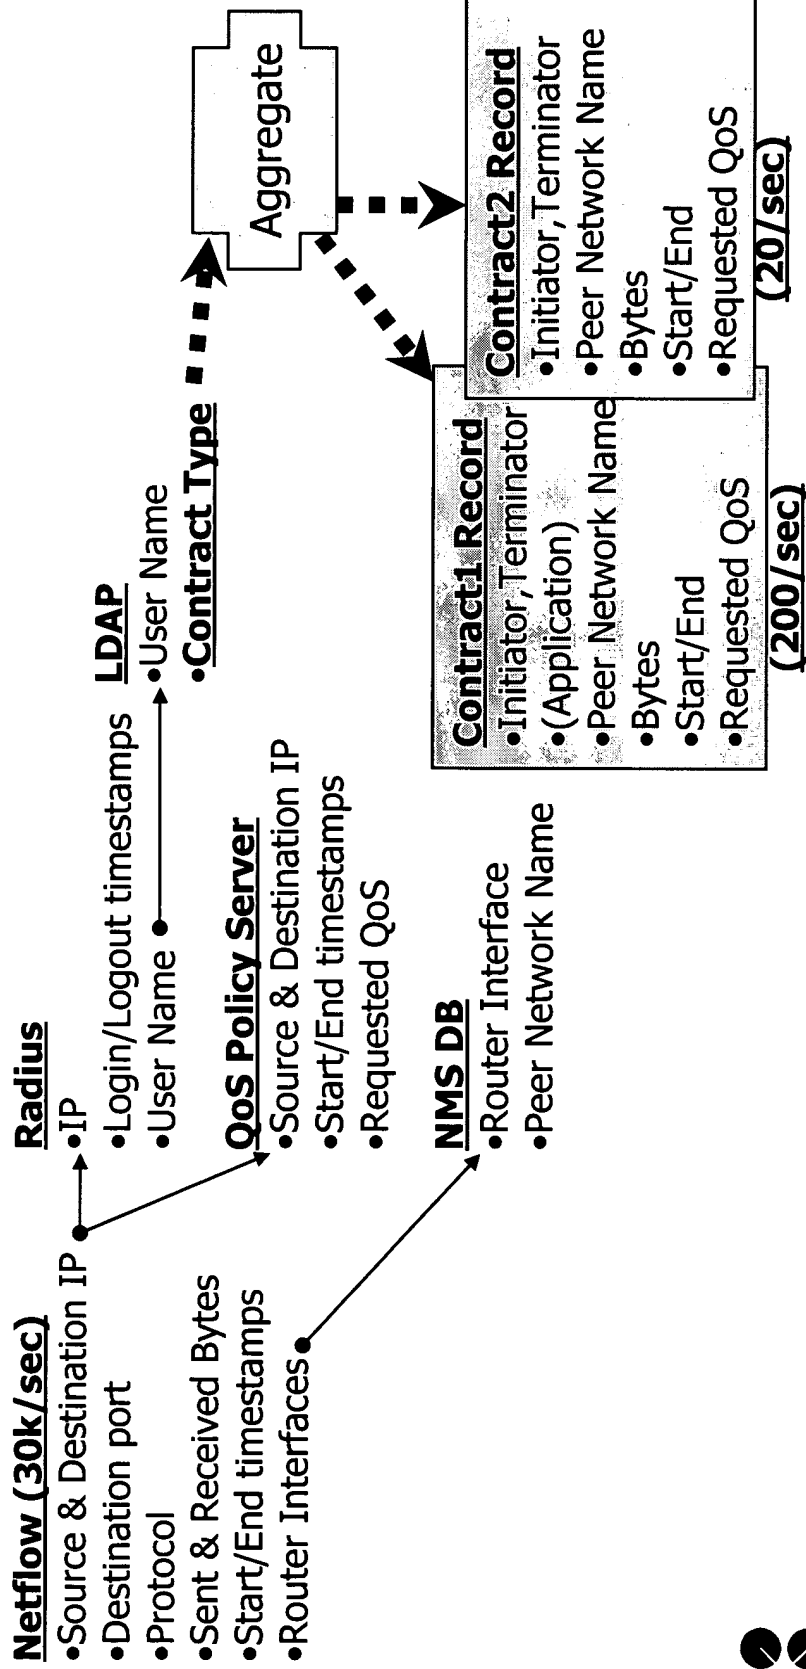 Netflow (30k/sec)
•Source & Destination IP
•Destination port
•Protocol
•Sent & Received Bytes
•Start/End timestamps
•Router Interfaces
Radius
•IP
•Login/Logout timestamps
•User Name
QoS Policy Server
•Source & Destination IP
•Start/End timestamps
•Requested QoS
NMS DB
•Router Interface
•Peer Network Name
LDAP
•User Name
•Contract Type
Aggregate
Contract1 Record
•Initiator,Terminator
•(Application)
•Peer Network Name
•Bytes
•Start/End
•Requested QoS
(200/sec)
Contract2 Record
•Initiator,Terminator
•Peer Network Name
•Bytes
•Start/End
•Requested QoS
(20/sec)